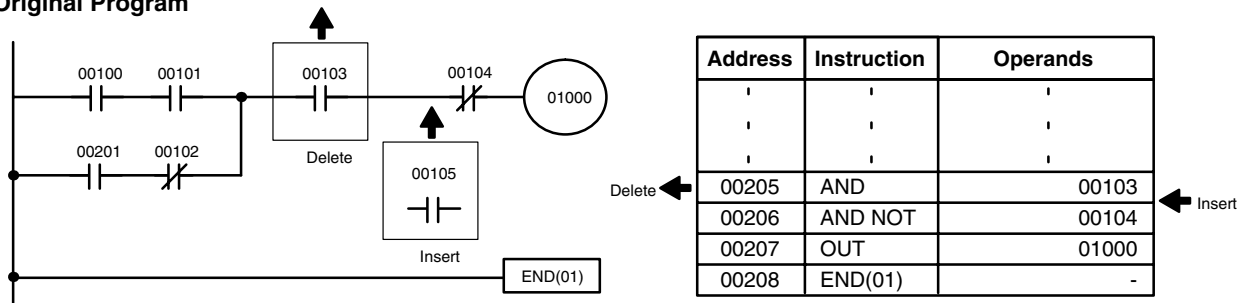 Original Program
00100 00101 00103 00104
01000
00201 00102
Delete
00105
Insert
END(01)
Address Instruction Operands
Delete 00205 AND 00103
Insert
00206 AND NOT 00104
00207 OUT 01000
00208 END(01) -